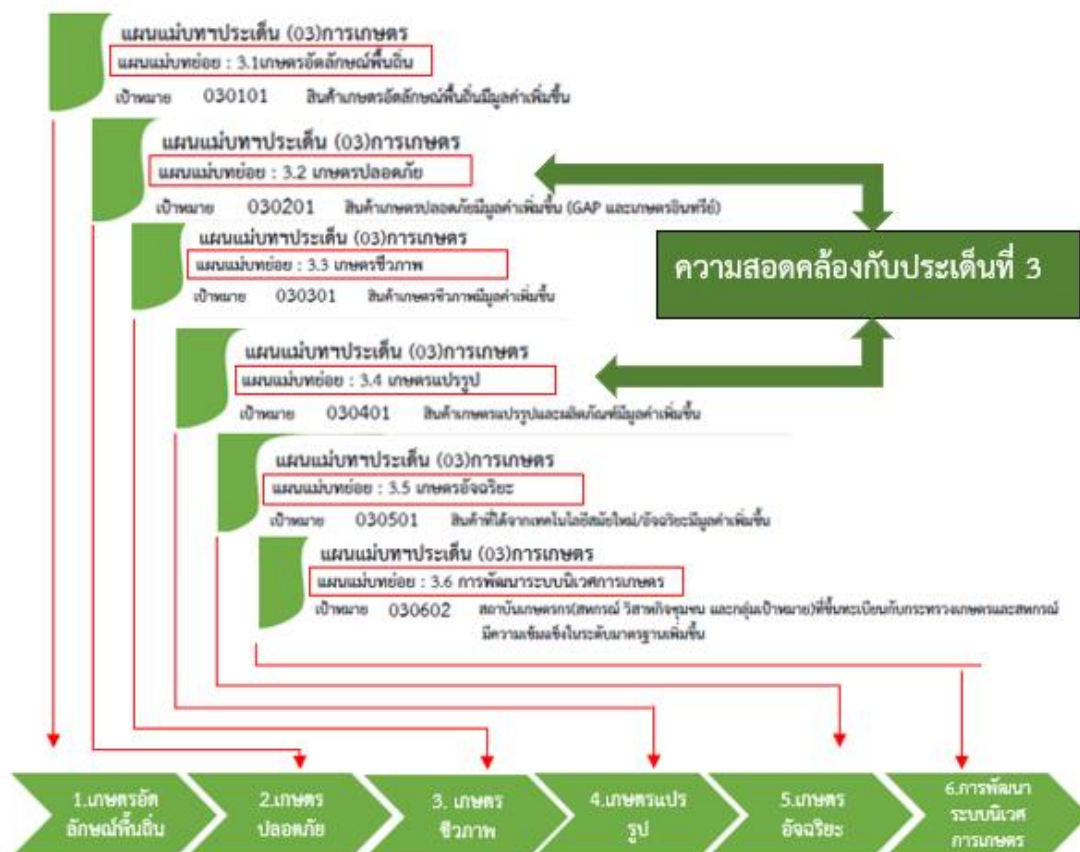 แผนแม่บทฯประเด็น (03)การเกษตร
แผนแม่บทย่อย : 3.1เกษตรอัตลักษณ์พื้นถิ่น
เป้าหมาย 030101 สินค้าเกษตรอัตลักษณ์พื้นถิ่นมีมูลค่าเพิ่มขึ้น
แผนแม่บทฯประเด็น (03)การเกษตร
แผนแม่บทย่อย : 3.2 เกษตรปลอดภัย
เป้าหมาย 030201 สินค้าเกษตรปลอดภัยมีมูลค่าเพิ่มขึ้น (GAP และเกษตรอินทรีย์)
แผนแม่บทฯประเด็น (03)การเกษตร
แผนแม่บทย่อย : 3.3 เกษตรชีวภาพ
เป้าหมาย 030301 สินค้าเกษตรชีวภาพมีมูลค่าเพิ่มขึ้น
ความสอดคล้องกับประเด็นที่ 3
แผนแม่บทฯประเด็น (03)การเกษตร
แผนแม่บทย่อย : 3.4 เกษตรแปรรูป
เป้าหมาย 030401 สินค้าเกษตรแปรรูปและผลิตภัณฑ์มีมูลค่าเพิ่มขึ้น
แผนแม่บทฯประเด็น (03)การเกษตร
แผนแม่บทย่อย : 3.5 เกษตรอัจฉริยะ
เป้าหมาย 030501 สินค้าที่ได้จากเทคโนโลยีสมัยใหม่/อัจฉริยะมีมูลค่าเพิ่มขึ้น
แผนแม่บทฯประเด็น (03)การเกษตร
แผนแม่บทย่อย : 3.6 การพัฒนาระบบนิเวศการเกษตร
เป้าหมาย 030602 สถาบันเกษตรกร(สหกรณ์ วิสาหกิจชุมชน และกลุ่มเป้าหมาย)ที่ขึ้นทะเบียนกับกระทรวงเกษตรและสหกรณ์
มีความเข้มแข็งในระดับมาตรฐานเพิ่มขึ้น
1.เกษตรอัต
ลักษณ์พื้นถิ่น
2.เกษตร
ปลอดภัย
3. เกษตร
ชีวภาพ
4.เกษตรแปร
รูป
5.เกษตร
อัจฉริยะ
6.การพัฒนา
ระบบนิเวศ
การเกษตร